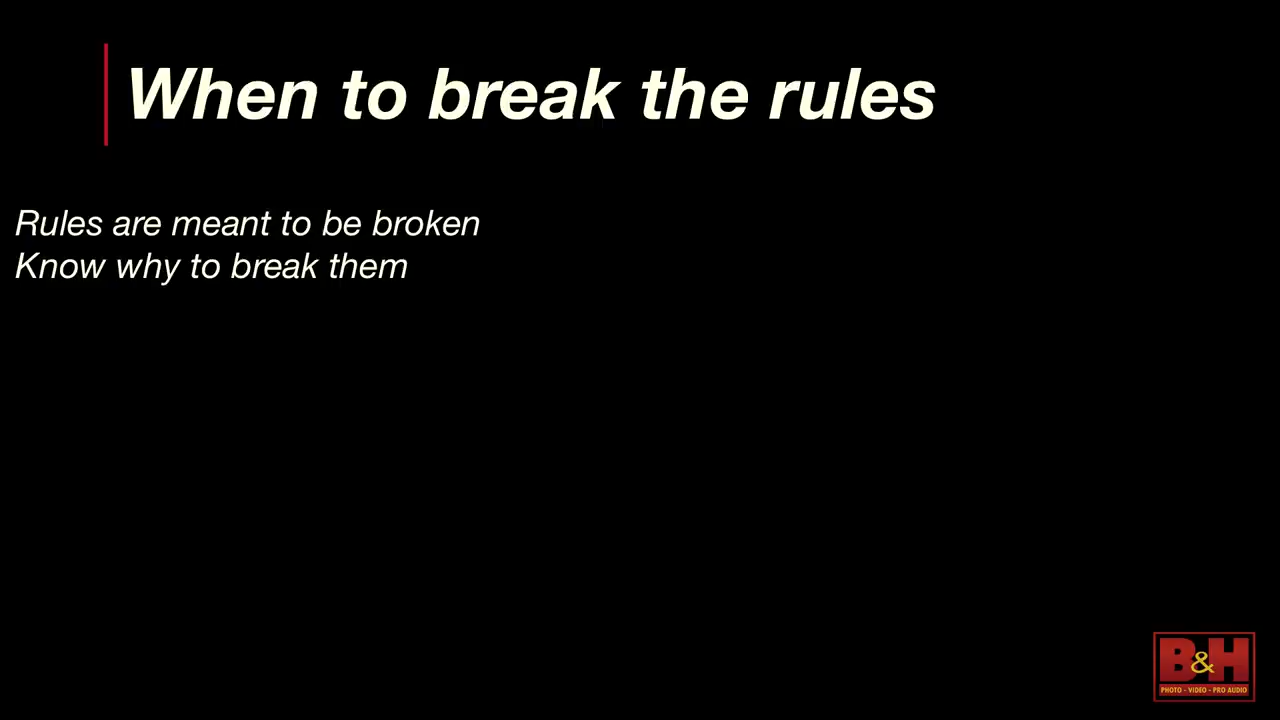 When to break the rules
Rules are meant to be broken
Know why to break them
B&H
PHOTO - VIDEO - PRO AUDIO